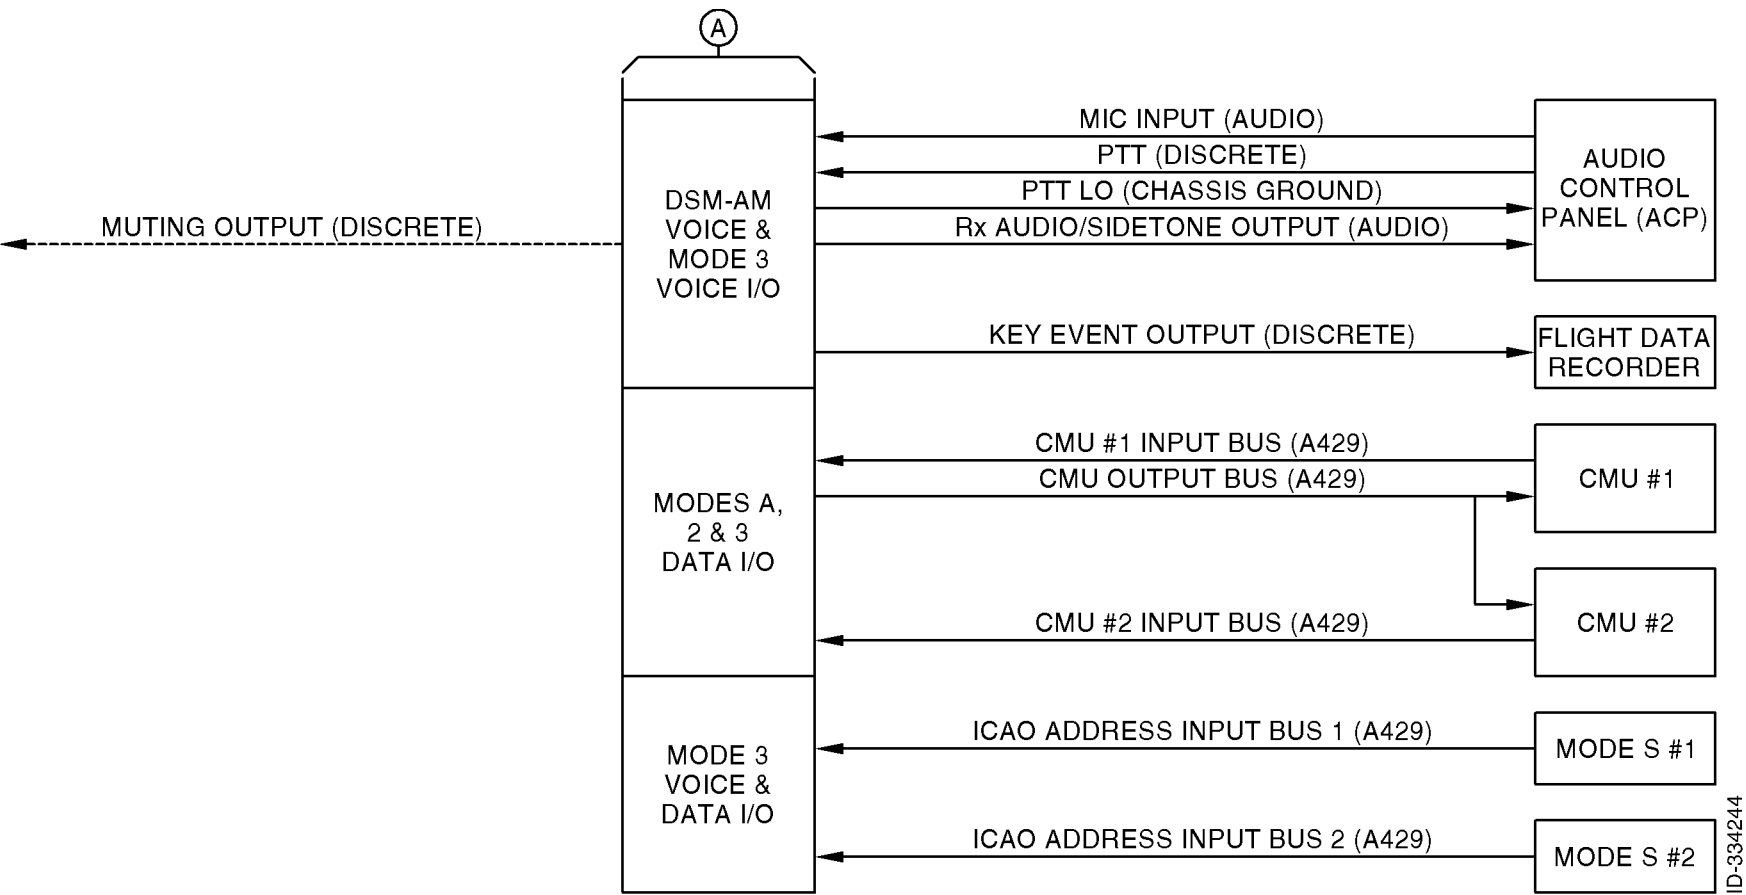 A
MIC INPUT (AUDIO)
PTT (DISCRETE)
PTT LO (CHASSIS GROUND)
Rx AUDIO/SIDETONE OUTPUT (AUDIO)
AUDIO
CONTROL
PANEL (ACP)
MUTING OUTPUT (DISCRETE)
DSM-AM
VOICE &
MODE 3
VOICE I/O
KEY EVENT OUTPUT (DISCRETE)
FLIGHT DATA
RECORDER
CMU #1 INPUT BUS (A429)
CMU OUTPUT BUS (A429)
CMU #1
MODES A,
2 & 3
DATA I/O
CMU #2 INPUT BUS (A429)
CMU #2
ICAO ADDRESS INPUT BUS 1 (A429)
MODE S #1
MODE 3
VOICE &
DATA I/O
ICAO ADDRESS INPUT BUS 2 (A429)
MODE S #2
ID-334244